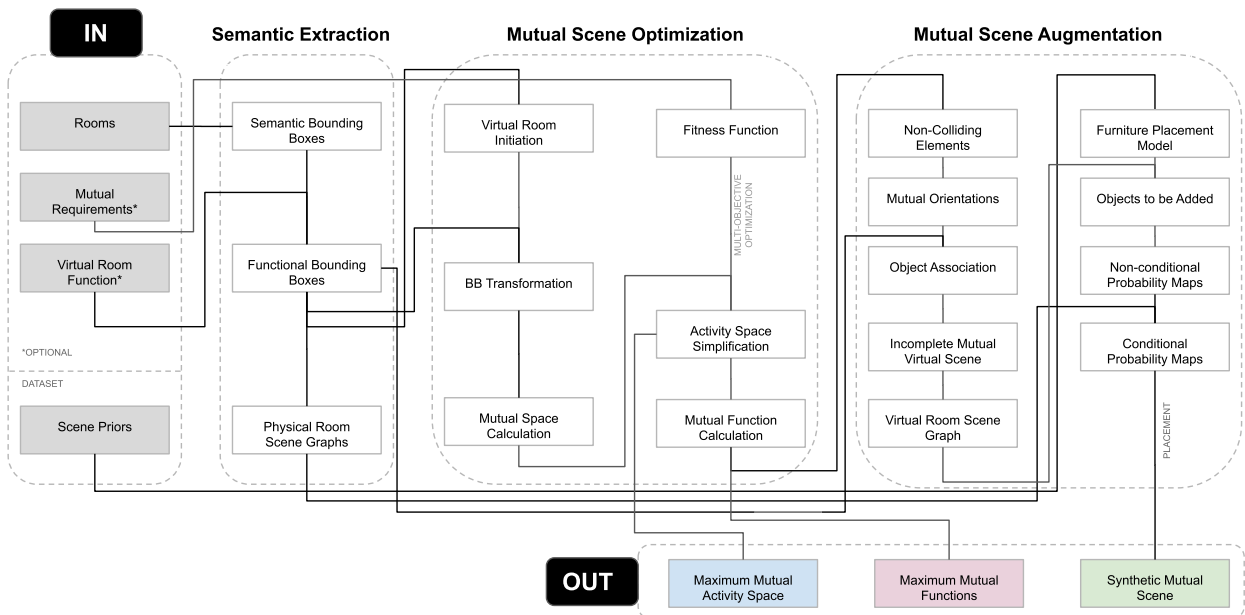 IN
Rooms
Mutual
Requirements*
Virtual Room
Function*
*OPTIONAL
DATASET
Scene Priors
Semantic Extraction
Semantic Bounding
Boxes
Functional Bounding
Boxes
Physical Room
Scene Graphs
Mutual Scene Optimization
Virtual Room
Initiation
BB Transformation
Mutual Space
Calculation
Fitness Function
MULTI-OBJECTIVE
OPTIMIZATION
Activity Space
Simplification
Mutual Function
Calculation
Mutual Scene Augmentation
Non-Colliding
Elements
Mutual Orientations
Object Association
Incomplete Mutual
Virtual Scene
Virtual Room Scene
Graph
Furniture Placement
Model
Objects to be Added
Non-conditional
Probability Maps
Conditional
Probability Maps
PLACEMENT
OUT
Maximum Mutual
Activity Space
Maximum Mutual
Functions
Synthetic Mutual
Scene